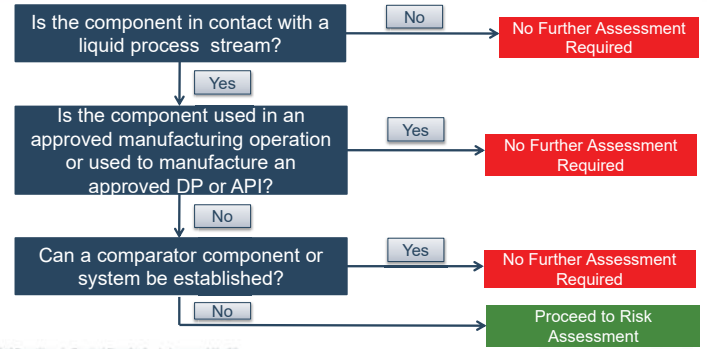 Is the component in contact with a
liquid process stream?
No
No Further Assessment
Required
Yes
Is the component used in an
approved manufacturing operation
or used to manufacture an
approved DP or API?
Yes
No Further Assessment
Required
No
Can a comparator component or
system be established?
Yes
No Further Assessment
Required
No
Proceed to Risk
Assessment